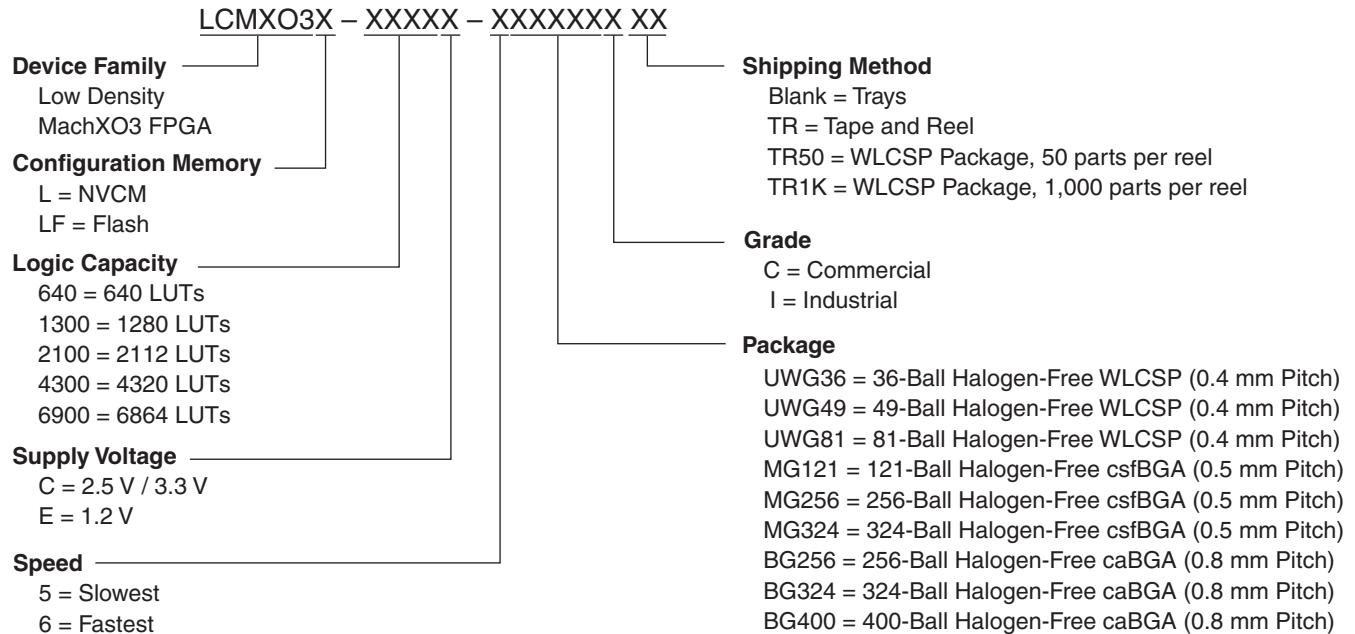 LCMXO3X – XXXXX – XXXXXXX XX
Device Family
Low Density
MachXO3 FPGA
Configuration Memory
L = NVCM
LF = Flash
Logic Capacity
640 = 640 LUTs
1300 = 1280 LUTs
2100 = 2112 LUTs
4300 = 4320 LUTs
6900 = 6864 LUTs
Supply Voltage
C = 2.5 V / 3.3 V
E = 1.2 V
Speed
5 = Slowest
6 = Fastest
Shipping Method
Blank = Trays
TR = Tape and Reel
TR50 = WLCSP Package, 50 parts per reel
TR1K = WLCSP Package, 1,000 parts per reel
Grade
C = Commercial
I = Industrial
Package
UWG36 = 36-Ball Halogen-Free WLCSP (0.4 mm Pitch)
UWG49 = 49-Ball Halogen-Free WLCSP (0.4 mm Pitch)
UWG81 = 81-Ball Halogen-Free WLCSP (0.4 mm Pitch)
MG121 = 121-Ball Halogen-Free csfBGA (0.5 mm Pitch)
MG256 = 256-Ball Halogen-Free csfBGA (0.5 mm Pitch)
MG324 = 324-Ball Halogen-Free csfBGA (0.5 mm Pitch)
BG256 = 256-Ball Halogen-Free caBGA (0.8 mm Pitch)
BG324 = 324-Ball Halogen-Free caBGA (0.8 mm Pitch)
BG400 = 400-Ball Halogen-Free caBGA (0.8 mm Pitch)